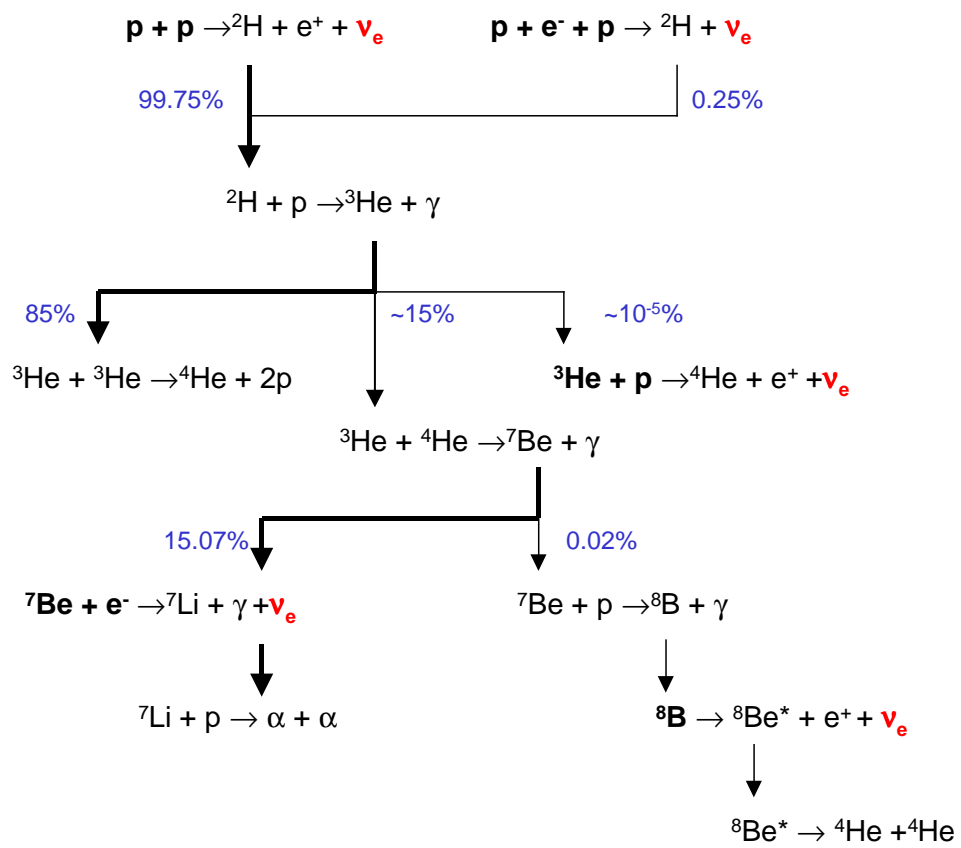 p + p →²H + e⁺ + νₑ p + e⁻ + p → ²H + νₑ
99.75% 0.25%
²H + p →³He + γ
85% ~15% ~10⁻⁵%
³He + ³He →⁴He + 2p ³He + p →⁴He + e⁺ +νₑ
³He + ⁴He →⁷Be + γ
15.07% 0.02%
⁷Be + e⁻ →⁷Li + γ +νₑ ⁷Be + p →⁸B + γ
⁷Li + p → α + α ⁸B → ⁸Be* + e⁺ + νₑ
⁸Be* → ⁴He +⁴He